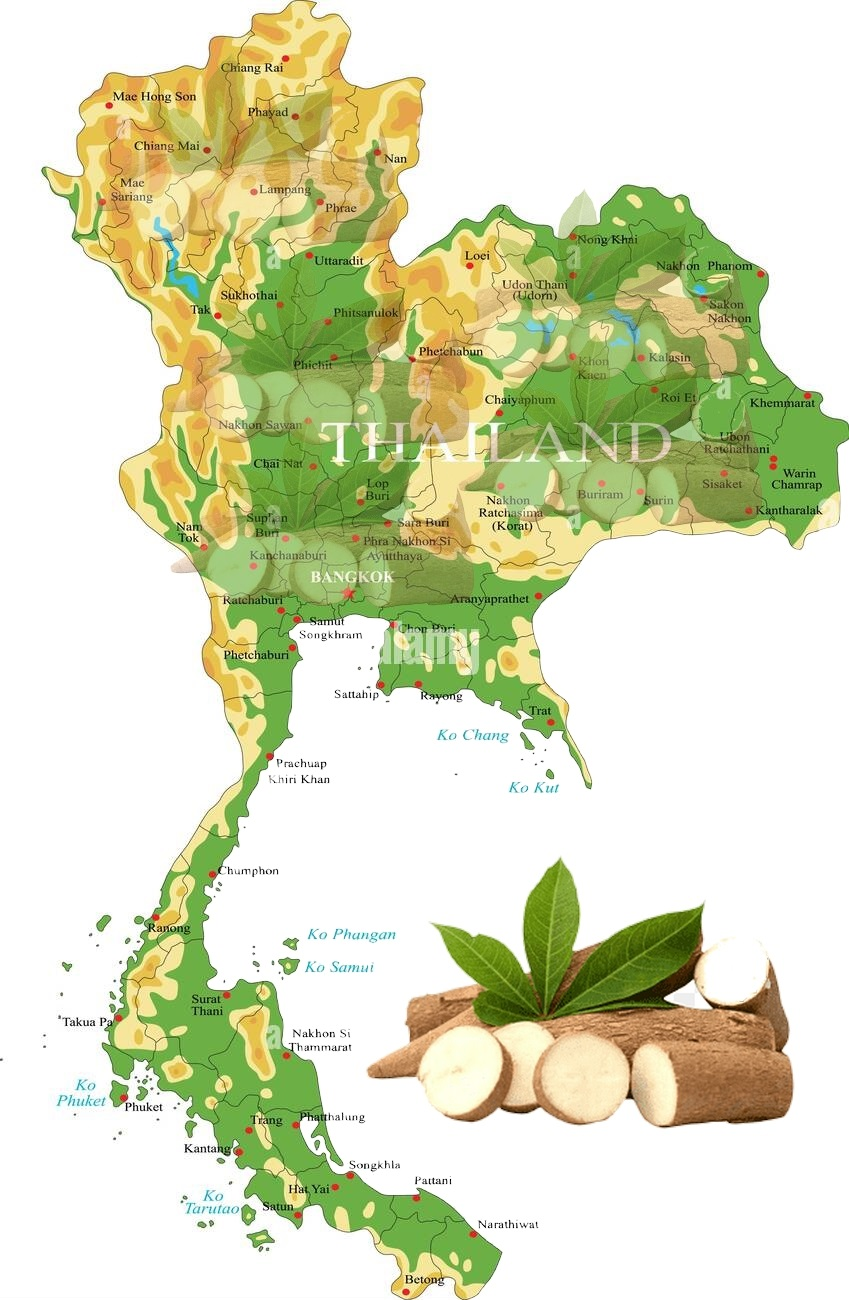 Chiang Rai
Mae Hong Son
Phayad
Chiang Mai
Nan
Mae
Sariang
Lampang
Phrae
Uttaradit
Loei
Nong Khai
Nakhon Phanom
Udon Thani
(Udorn)
Sukhothai
Tak
Phitsanulok
Sakon
Nakhon
Phichit
Phetchabun
Khon
Kaen
Kalasin
Chaiyaphum
Roi Et
Khemmarat
Nakhon Sawan
THAILAND
Ubon
Ratchathani
Chai Nat
Warin
Chamrap
Lop
Buri
Nakhon
Ratchasima
(Korat)
Buriram
Surin
Sisaket
Kantharalak
Suphan
Buri
Sara Buri
Nam
Tok
Phra Nakhon Si
Ayutthaya
Kanchanaburi
BANGKOK
Ratchaburi
Aranyaprathet
Samut
Songkhram
Chon Buri
alamy
Phetchaburi
Sattahip
Rayong
Trat
Ko Chang
Ko Kut
Prachuap
Khiri Khan
Chumphon
Ranong
Ko Phangan
Ko Samui
Surat
Thani
Takua Pa
Nakhon Si
Thammarat
Ko
Phuket
Phuket
Trang
Phatthalung
Kantang
Songkhla
Hat Yai
Pattani
Ko
Tarutao
Satun
Narathiwat
Betong
a
a
a
a
a
a